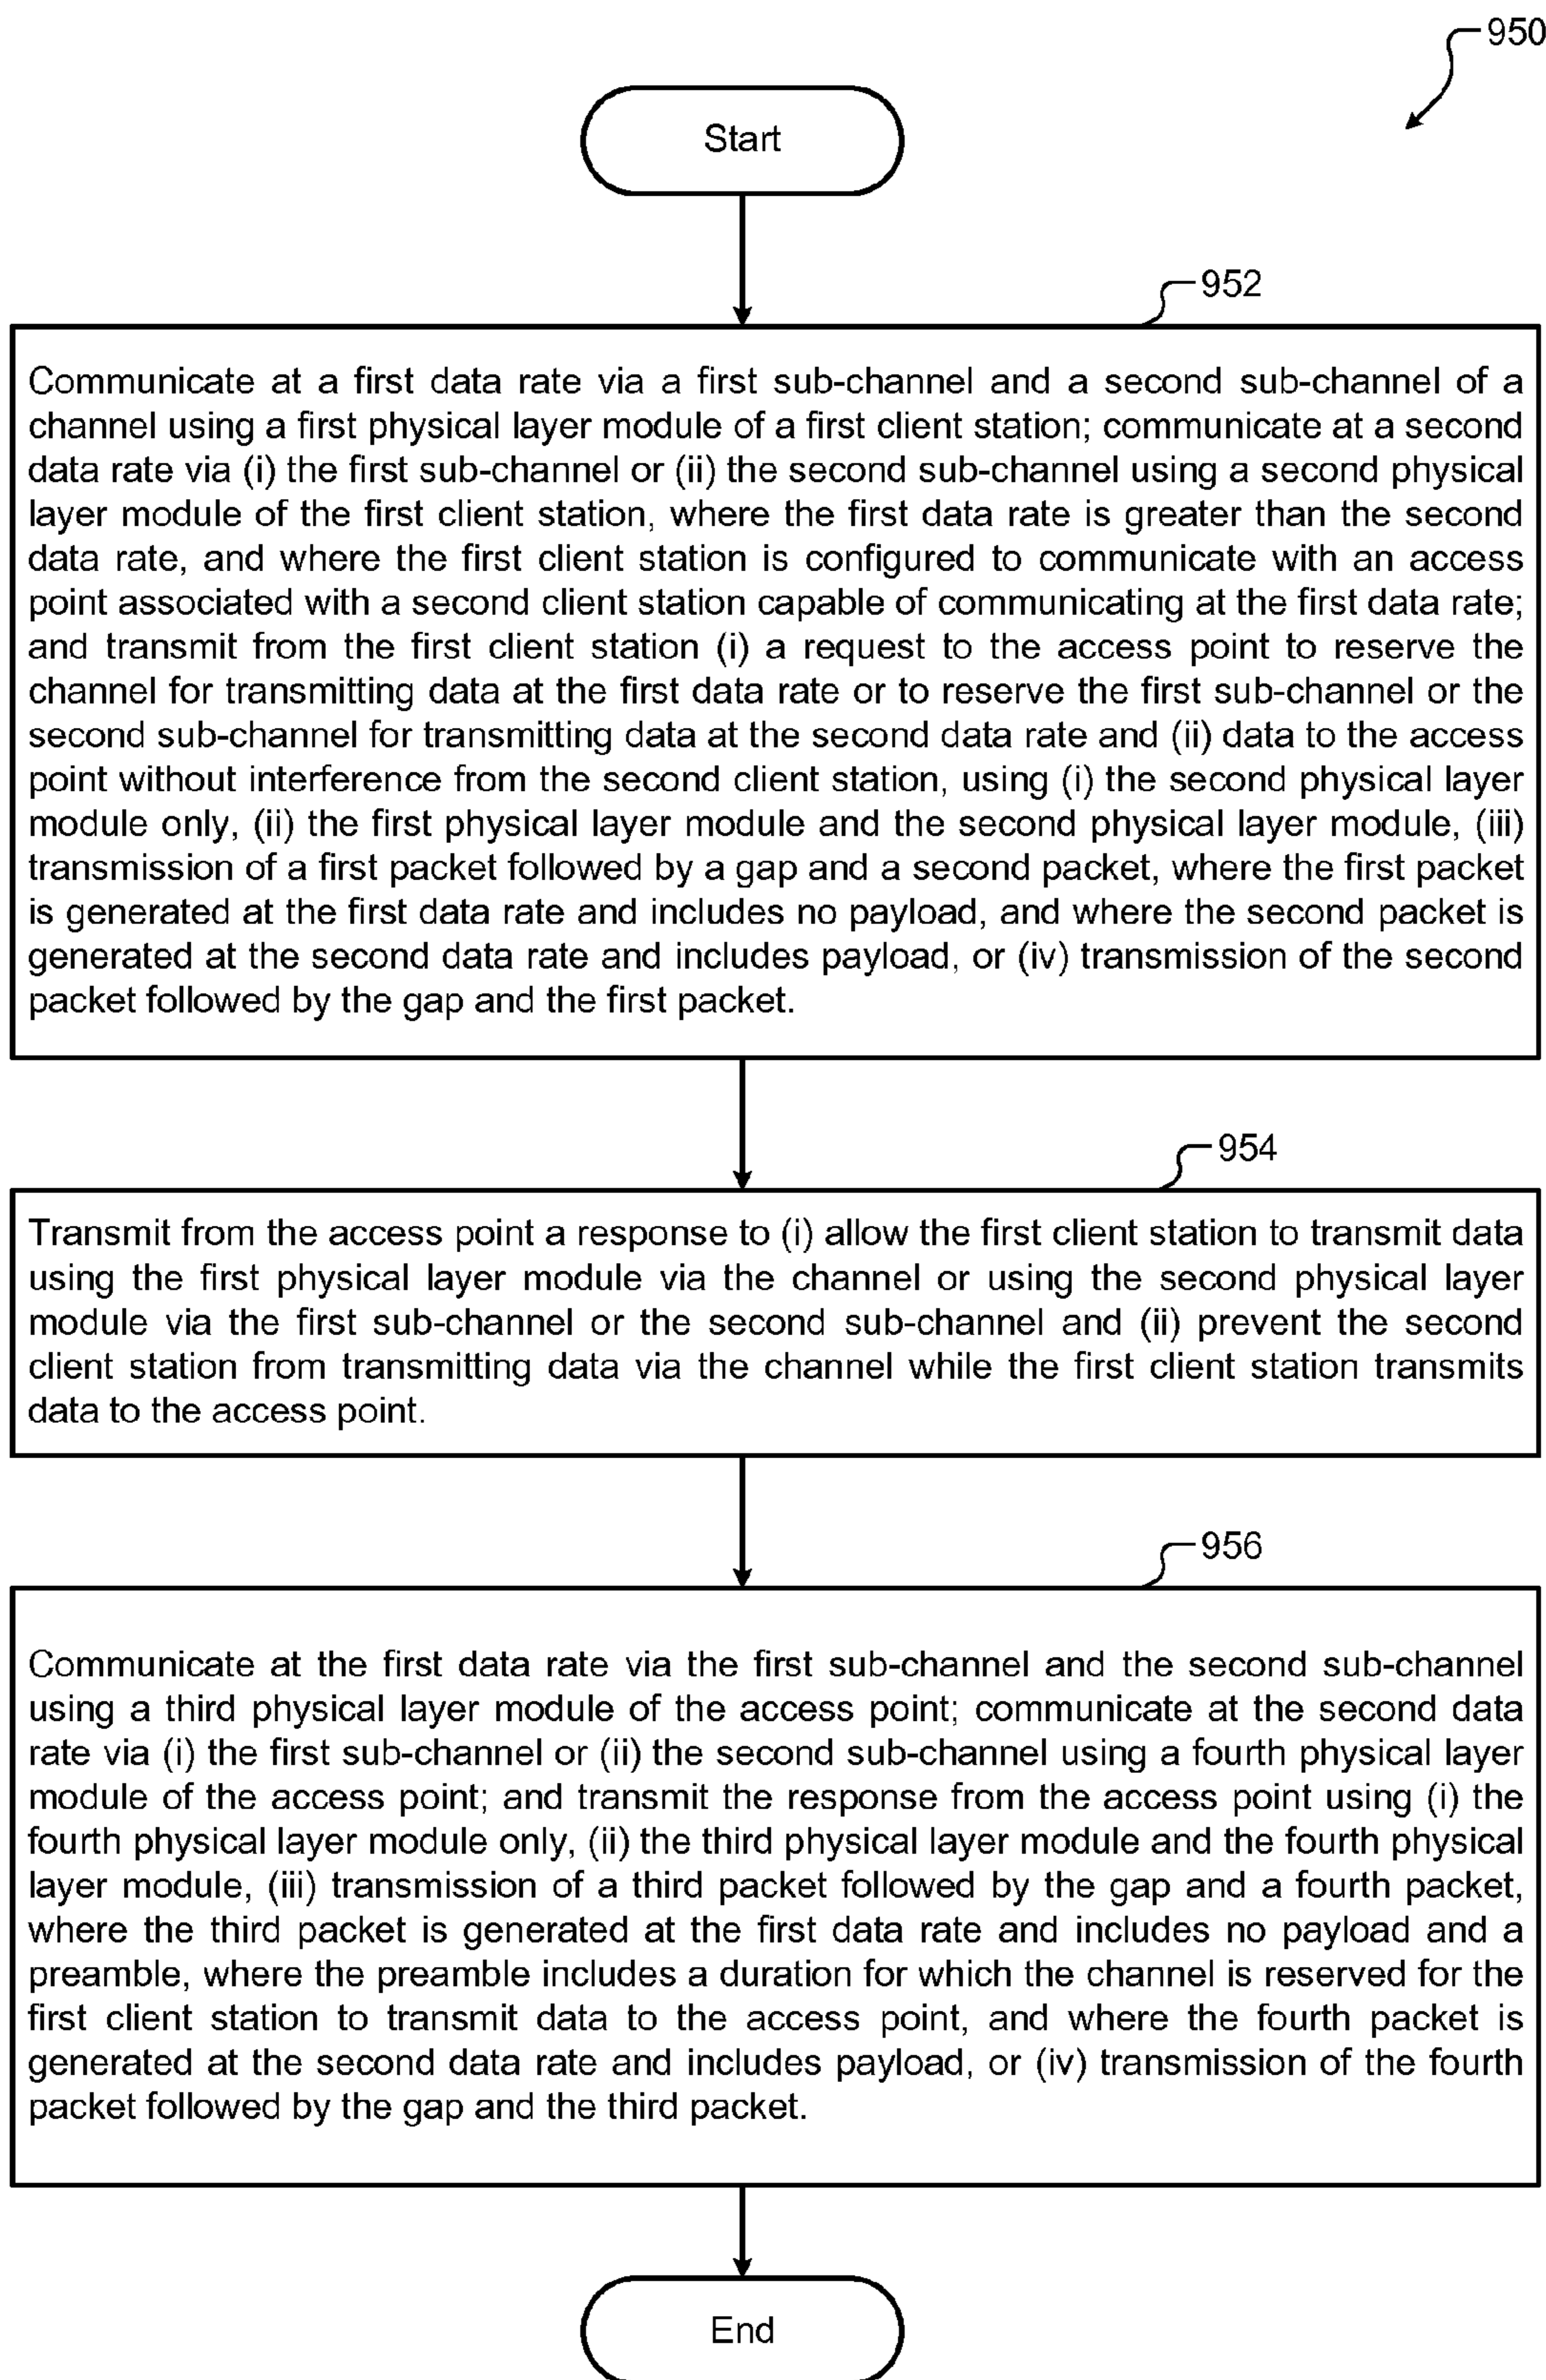 950
Start
952
Communicate at a first data rate via a first sub-channel and a second sub-channel of a
channel using a first physical layer module of a first client station; communicate at a second
data rate via (i) the first sub-channel or (ii) the second sub-channel using a second physical
layer module of the first client station, where the first data rate is greater than the second
data rate, and where the first client station is configured to communicate with an access
point associated with a second client station capable of communicating at the first data rate;
and transmit from the first client station (i) a request to the access point to reserve the
channel for transmitting data at the first data rate or to reserve the first sub-channel or the
second sub-channel for transmitting data at the second data rate and (ii) data to the access
point without interference from the second client station, using (i) the second physical layer
module only, (ii) the first physical layer module and the second physical layer module, (iii)
transmission of a first packet followed by a gap and a second packet, where the first packet
is generated at the first data rate and includes no payload, and where the second packet is
generated at the second data rate and includes payload, or (iv) transmission of the second
packet followed by the gap and the first packet.
954
Transmit from the access point a response to (i) allow the first client station to transmit data
using the first physical layer module via the channel or using the second physical layer
module via the first sub-channel or the second sub-channel and (ii) prevent the second
client station from transmitting data via the channel while the first client station transmits
data to the access point.
956
Communicate at the first data rate via the first sub-channel and the second sub-channel
using a third physical layer module of the access point; communicate at the second data
rate via (i) the first sub-channel or (ii) the second sub-channel using a fourth physical layer
module of the access point; and transmit the response from the access point using (i) the
fourth physical layer module only, (ii) the third physical layer module and the fourth physical
layer module, (iii) transmission of a third packet followed by the gap and a fourth packet,
where the third packet is generated at the first data rate and includes no payload and a
preamble, where the preamble includes a duration for which the channel is reserved for the
first client station to transmit data to the access point, and where the fourth packet is
generated at the second data rate and includes payload, or (iv) transmission of the fourth
packet followed by the gap and the third packet.
End